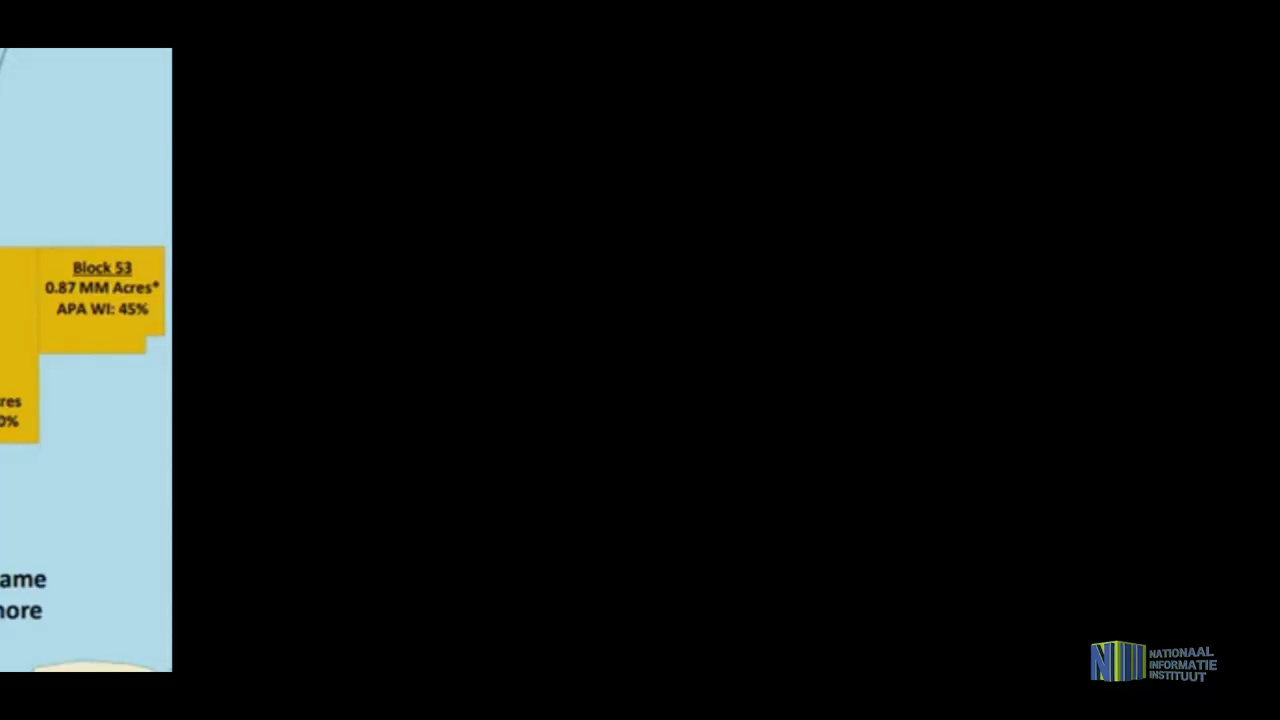 Block 53
0.87 MM Acres*
APA WI: 45%
res
0%
ame
nore
NATIONAAL
INFORMATIE
INSTITUUT